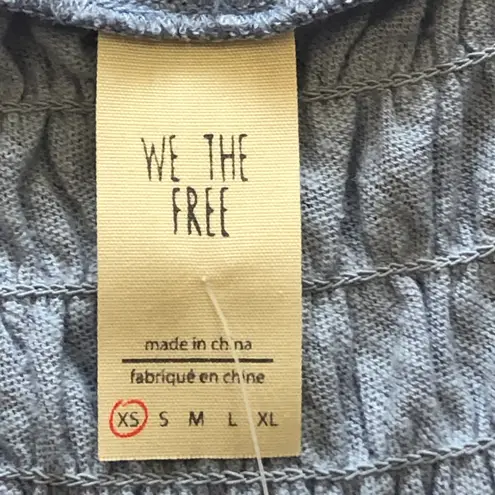 WE THE
FREE
made in china
fabriqué en chine
XS S M L XL